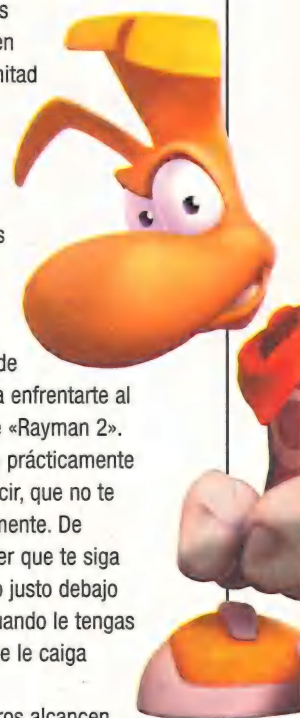 s
en
nitad
s
de
a enfrentarte al
e «Rayman 2».
prácticamente
cir, que no te
mente. De
er que te siga
o justo debajo
uando le tengas
e le caiga
ros alcancen